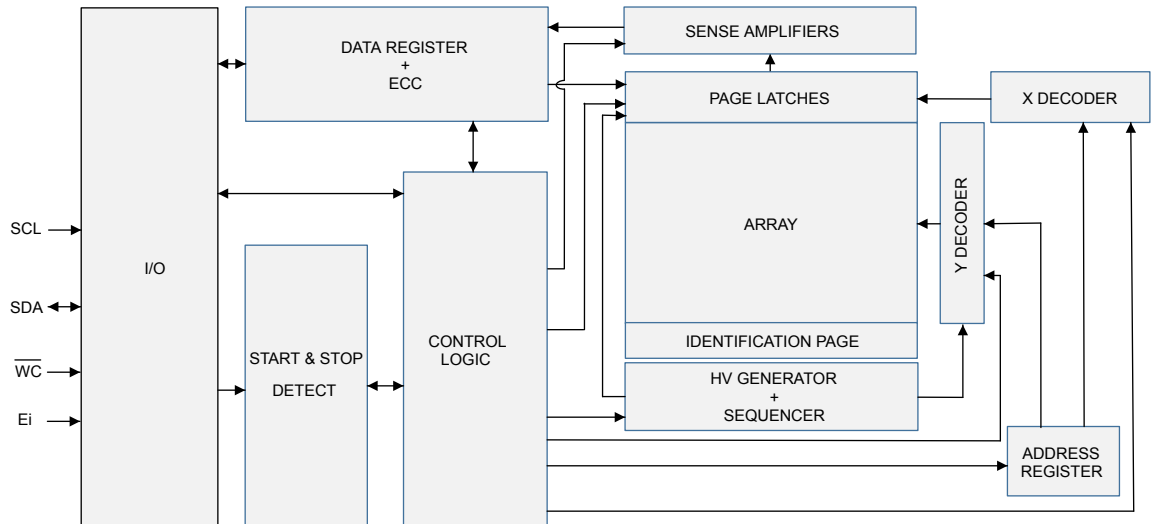 DATA REGISTER
+
ECC
SENSE AMPLIFIERS
PAGE LATCHES
X DECODER
Y DECODER
ARRAY
IDENTIFICATION PAGE
HV GENERATOR
+
SEQUENCER
ADDRESS
REGISTER
SCL
SDA
WC
Ei
I/O
START & STOP
DETECT
CONTROL
LOGIC